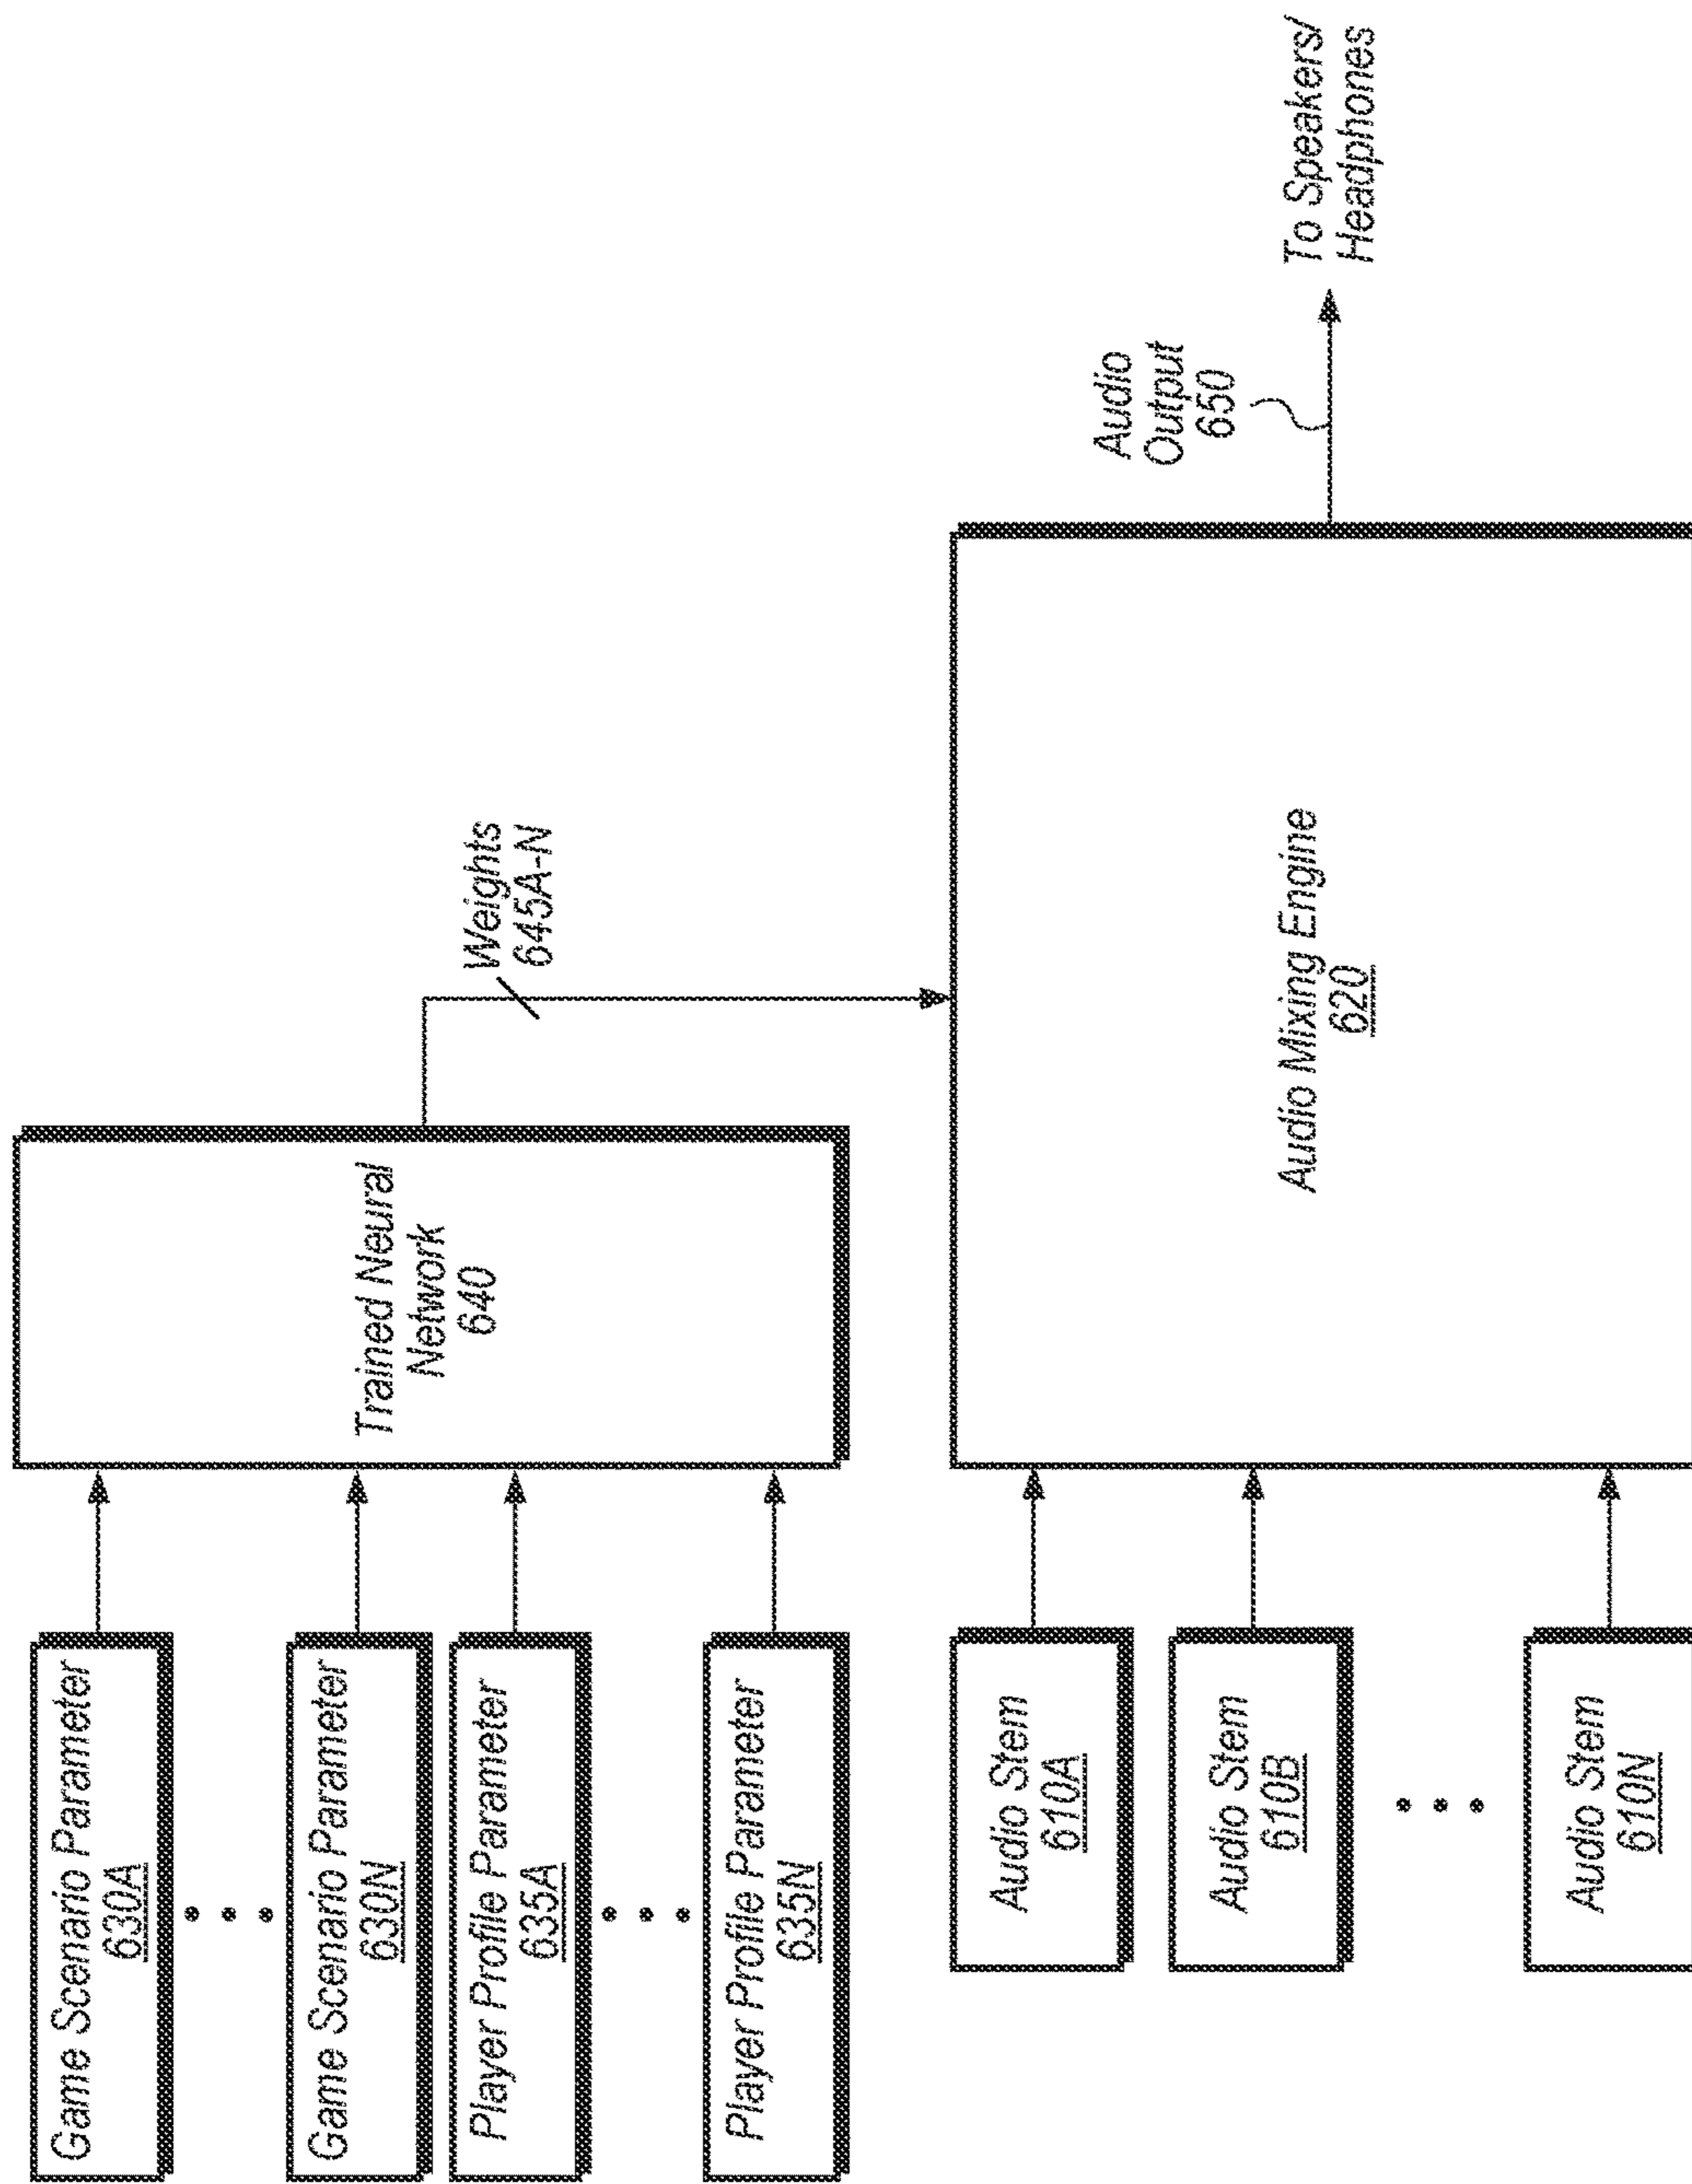 Game Scenario Parameter
630A
Game Scenario Parameter
630N
Player Profile Parameter
635A
Player Profile Parameter
635N
Trained Neural
Network
640
Weights
645A-N
Audio Stem
610A
Audio Stem
610B
Audio Stem
610N
Audio Mixing Engine
620
Audio
Output
650
To Speakers/
Headphones